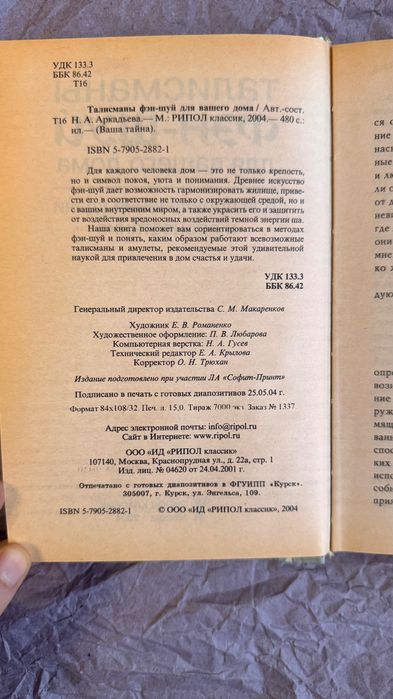 УДК 133.3
ББК 86.42
Т16
Талисманы фэн-шуй для вашего дома / Авт.-сост.
Т16 Н. А. Аркадьева.— М.: РИПОЛ классик, 2004.— 480 с.:
ил.— (Ваша тайна).
ISBN 5-7905-2882-1
Для каждого человека дом — это не только крепость,
но и символ покоя, уюта и понимания. Древнее искусство
фэн-шуй дает возможность гармонизировать жилище, приве-
сти его в соответствие не только с окружающей средой, но и
с вашим внутренним миром, а также украсить его и защитить
от воздействия вредоносных воздействий темной энергии ша.
Наша книга поможет вам сориентироваться в методах
фэн-шуй и понять, каким образом работают всевозможные
талисманы и амулеты, рекомендуемые этой удивительной
наукой для привлечения в дом счастья и удачи.
УДК 133.3
ББК 86.42
Генеральный директор издательства С. М. Макаренков
Художник Е. В. Романенко
Художественное оформление: П. В. Любарова
Компьютерная верстка: Н. А. Гусев
Технический редактор Е. А. Крылова
Корректор О. Н. Трюхан
Издание подготовлено при участии ЛА «Софит-Принт»
Подписано в печать с готовых диапозитивов 25.05.04 г.
Формат 84х108/32. Печ. л. 15,0. Тираж 7000 экз. Заказ № 1337.
Адрес электронной почты: info@ripol.ru
Сайт в Интернете: www.ripol.ru
ООО «ИД «РИПОЛ классик»
107140, Москва, Краснопрудная ул., д. 22а, стр. 1
Изд. лиц. № 04620 от 24.04.2001 г.
Отпечатано с готовых диапозитивов в ФГУИПП «Курск».
305007, г. Курск, ул. Энгельса, 109.
ISBN 5-7905-2882-1 © ООО «ИД «РИПОЛ классик», 2004